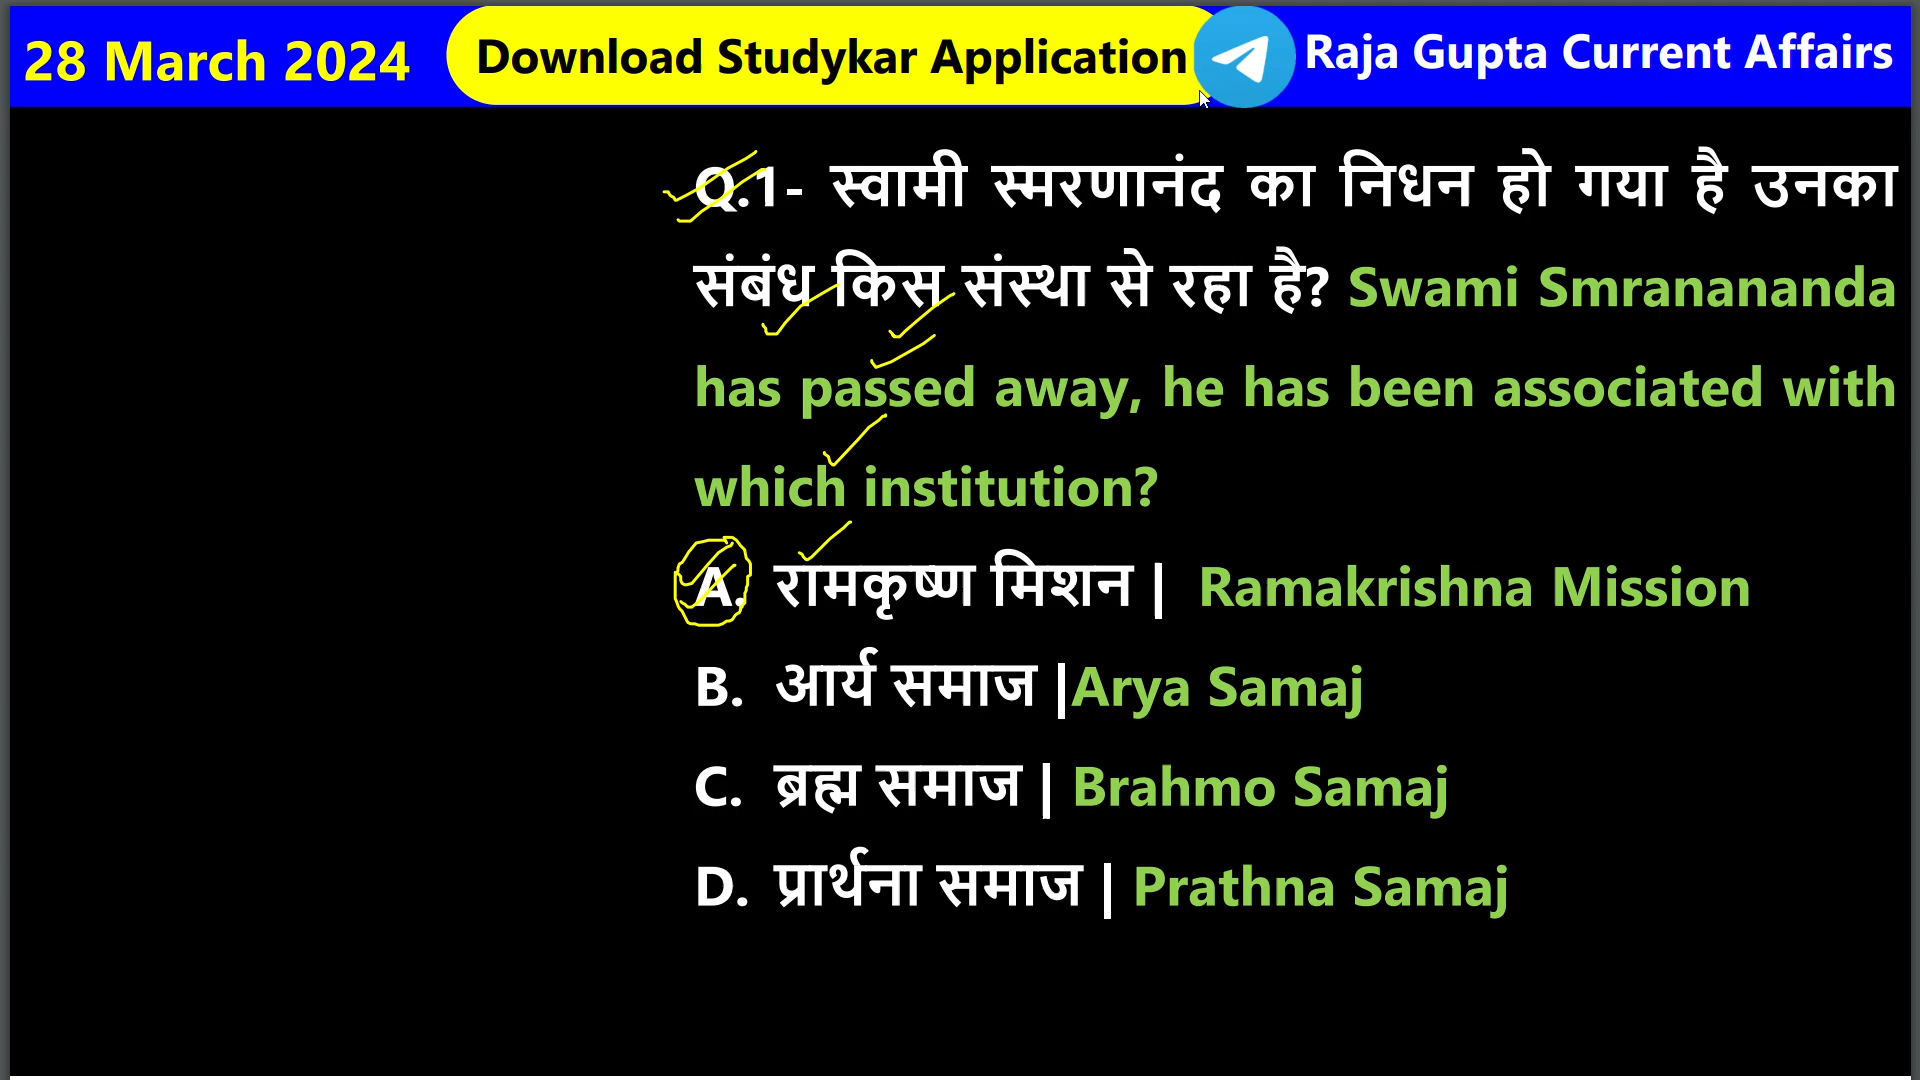 28 March 2024 Download Studykar Application Raja Gupta Current Affairs
Q.1- स्वामी स्मरणानंद का निधन हो गया है उनका
संबंध किस संस्था से रहा है? Swami Smranananda
has passed away, he has been associated with
which institution?
A. रामकृष्ण मिशन | Ramakrishna Mission
B. आर्य समाज |Arya Samaj
C. ब्रह्म समाज | Brahmo Samaj
D. प्रार्थना समाज | Prathna Samaj